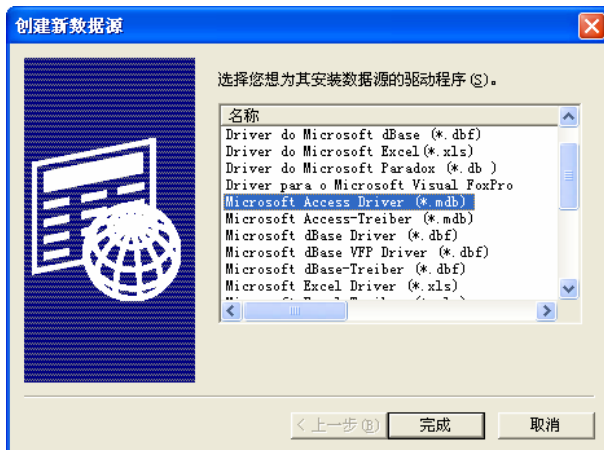 创建新数据源
选择您想为其安装数据源的驱动程序(S)。
名称
Driver do Microsoft dBase (*.dbf)
Driver do Microsoft Excel(*.xls)
Driver do Microsoft Paradox (*.db )
Driver para o Microsoft Visual FoxPro
Microsoft Access Driver (*.mdb)
Microsoft Access-Treiber (*.mdb)
Microsoft dBase Driver (*.dbf)
Microsoft dBase VFP Driver (*.dbf)
Microsoft dBase-Treiber (*.dbf)
Microsoft Excel Driver (*.xls)
<上一步(B) 完成 取消